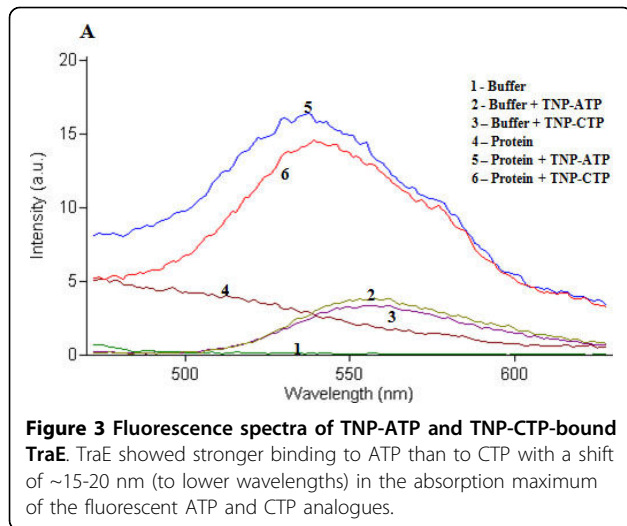 A
20
15
10
5
0
Intensity (a.u.)
5
6
4
2
3
1
1 - Buffer
2 - Buffer + TNP-ATP
3 – Buffer + TNP-CTP
4 – Protein
5 – Protein + TNP-ATP
6 – Protein + TNP-CTP
500
550
600
Wavelength (nm)
Figure 3 Fluorescence spectra of TNP-ATP and TNP-CTP-bound
TraE. TraE showed stronger binding to ATP than to CTP with a shift
of ~15-20 nm (to lower wavelengths) in the absorption maximum
of the fluorescent ATP and CTP analogues.